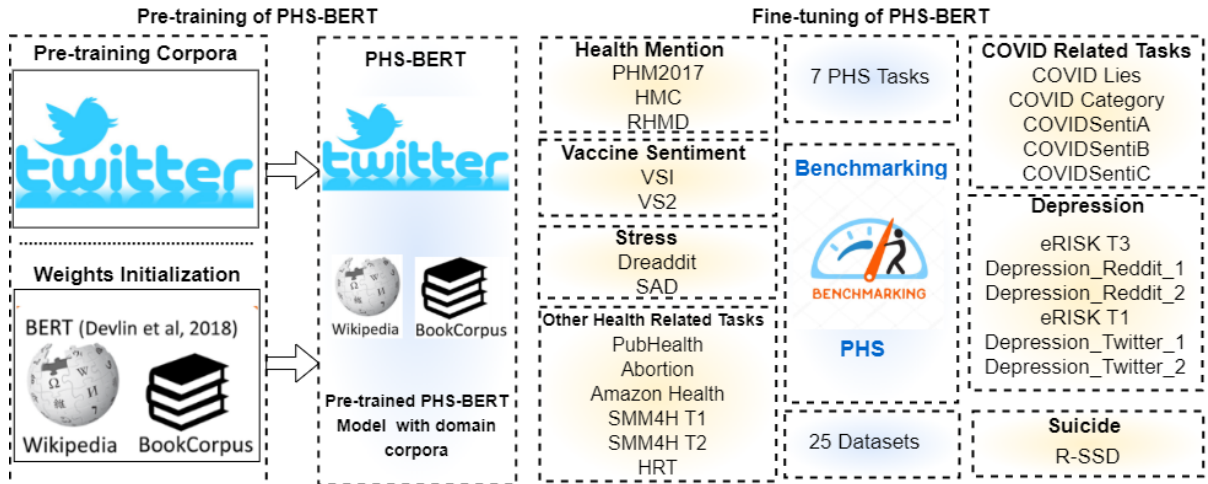 Pre-training of PHS-BERT
Pre-training Corpora
twitter
Weights Initialization
BERT (Devlin et al, 2018)
Wikipedia
BookCorpus
PHS-BERT
twitter
Wikipedia
BookCorpus
Pre-trained PHS-BERT
Model with domain
corpora
Fine-tuning of PHS-BERT
Health Mention
PHM2017
HMC
RHMD
Vaccine Sentiment
VSI
VS2
Stress
Dreaddit
SAD
Other Health Related Tasks
PubHealth
Abortion
Amazon Health
SMM4H T1
SMM4H T2
HRT
7 PHS Tasks
Benchmarking
BENCHMARKING
PHS
25 Datasets
COVID Related Tasks
COVID Lies
COVID Category
COVIDSentiA
COVIDSentiB
COVIDSentiC
Depression
eRISK T3
Depression_Reddit_1
Depression_Reddit_2
eRISK T1
Depression_Twitter_1
Depression_Twitter_2
Suicide
R-SSD